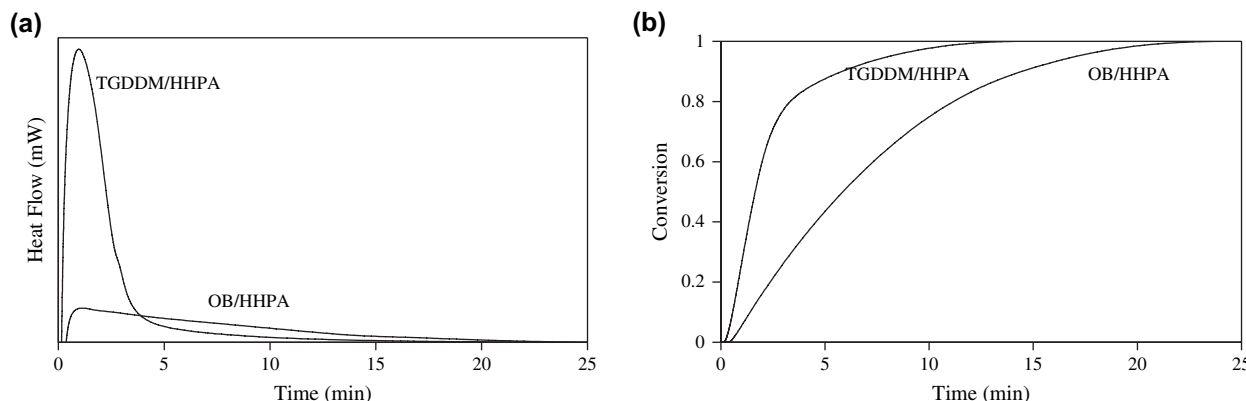 (a)
TGDDM/HHPA
OB/HHPA
Heat Flow (mW)
0
5
10
15
20
25
Time (min)
(b)
1
0.8
0.6
0.4
0.2
0
TGDDM/HHPA
OB/HHPA
Conversion
0
5
10
15
20
25
Time (min)